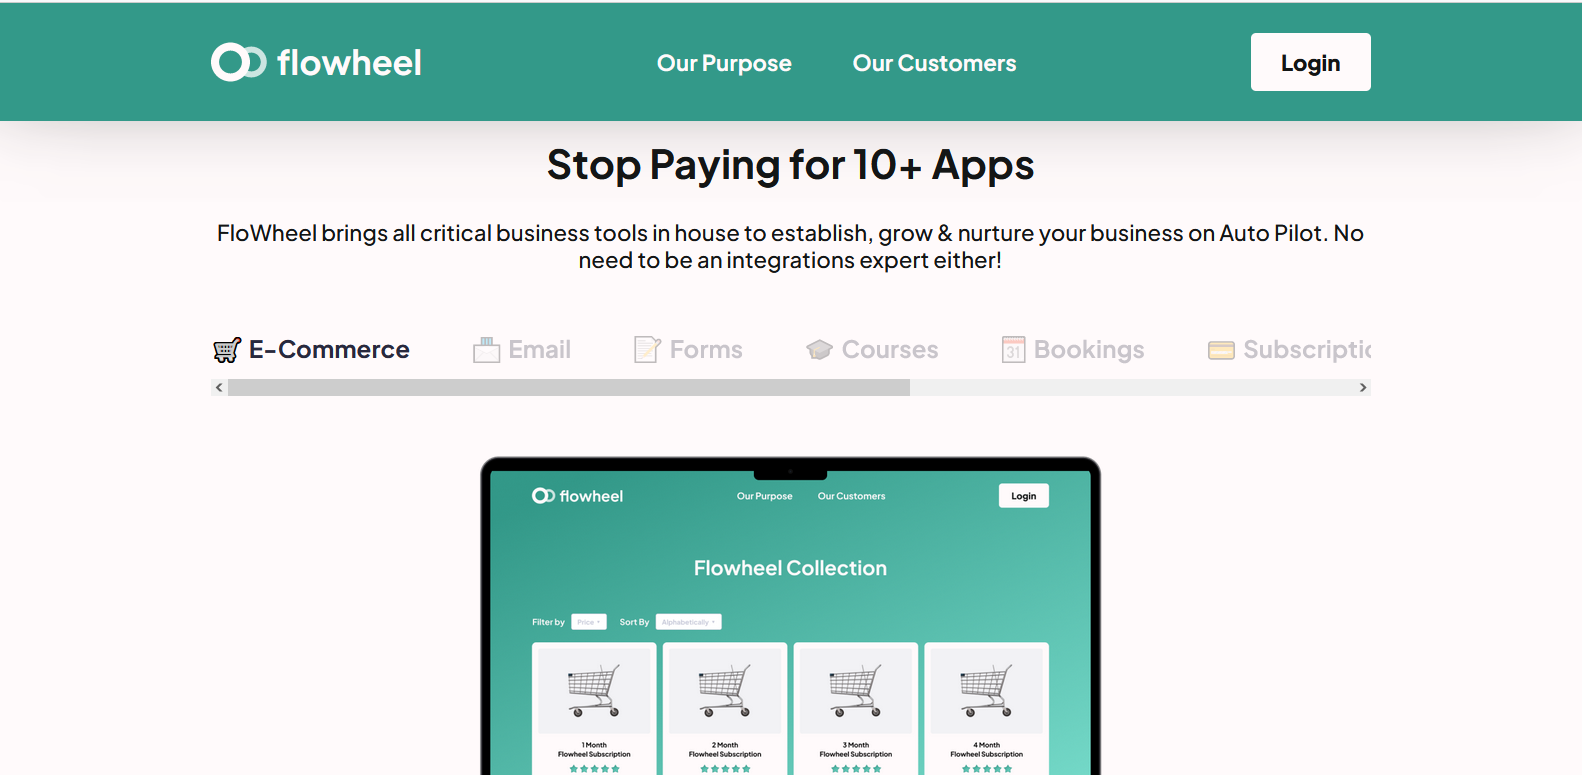 flowheel
Our Purpose
Our Customers
Login
Stop Paying for 10+ Apps
FloWheel brings all critical business tools in house to establish, grow & nurture your business on Auto Pilot. No
need to be an integrations expert either!
E-Commerce
Email
Forms
31
Courses
Bookings
Subscriptio
flowheel
Our Purpose
Our Customers
Login
Flowheel Collection
Filter by
Price
Sort By
Alphabetically
1 Month
Flowheel Subscription
2 Month
Flowheel Subscription
3 Month
Flowheel Subscription
4 Month
Flowheel Subscription